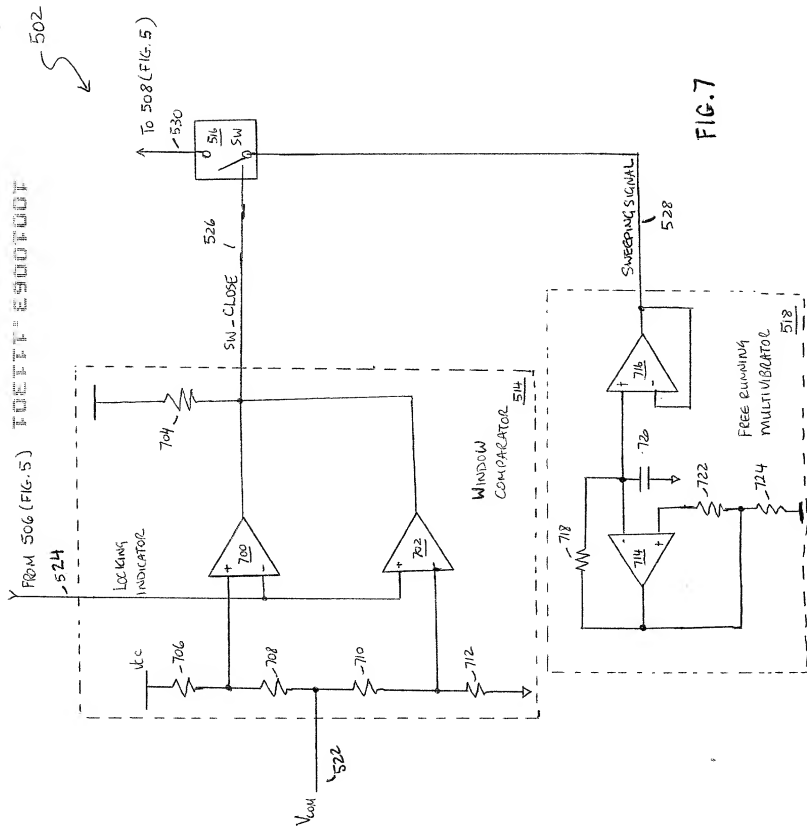 502
To 508 (FIG. 5)
530
516
SW
FROM 506 (FIG. 5)
524
SW_CLOSE
526
704
LOCKING
INDICATOR
+
700
-
+
702
-
WINDOW
COMPARATOR
514
Vcc
706
708
710
712
VCOM
522
SWEEPING SIGNAL
528
718
-
714
+
720
722
724
+
716
-
FREE RUNNING
MULTIVIBRATOR
518
FIG. 7